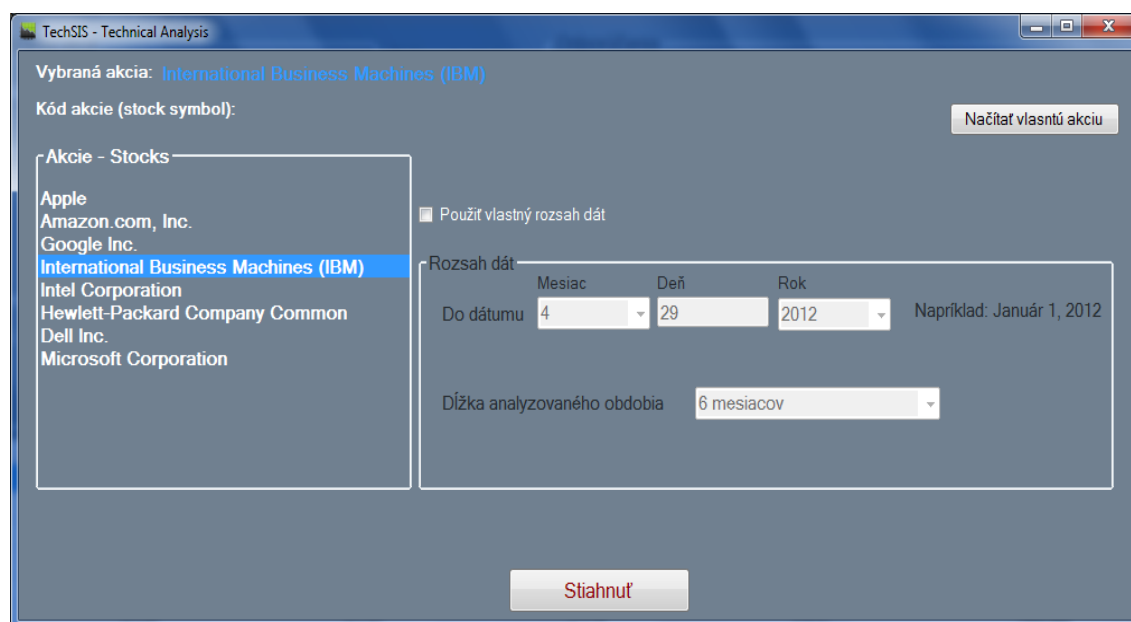 TechSIS - Technical Analysis
Vybraná akcia: International Business Machines (IBM)
Kód akcie (stock symbol):
Načítať vlasntú akciu
Akcie - Stocks
Apple
Amazon.com, Inc.
Google Inc.
International Business Machines (IBM)
Intel Corporation
Hewlett-Packard Company Common
Dell Inc.
Microsoft Corporation
Použiť vlastný rozsah dát
Rozsah dát
Mesiac Deň Rok
Do dátumu 4 29 2012 Napríklad: Január 1, 2012
Dĺžka analyzovaného obdobia 6 mesiacov
Stiahnuť